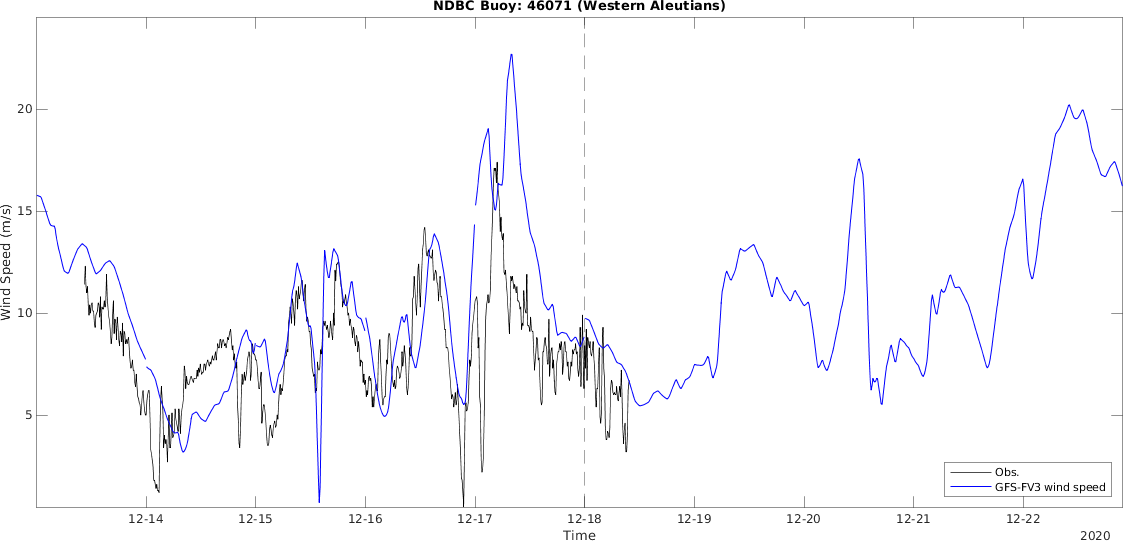 NDBC Buoy: 46071 (Western Aleutians)
20
15
10
5
Wind Speed (m/s)
12-14 12-15 12-16 12-17 12-18 12-19 12-20 12-21 12-22
Time
2020
Obs.
GFS-FV3 wind speed